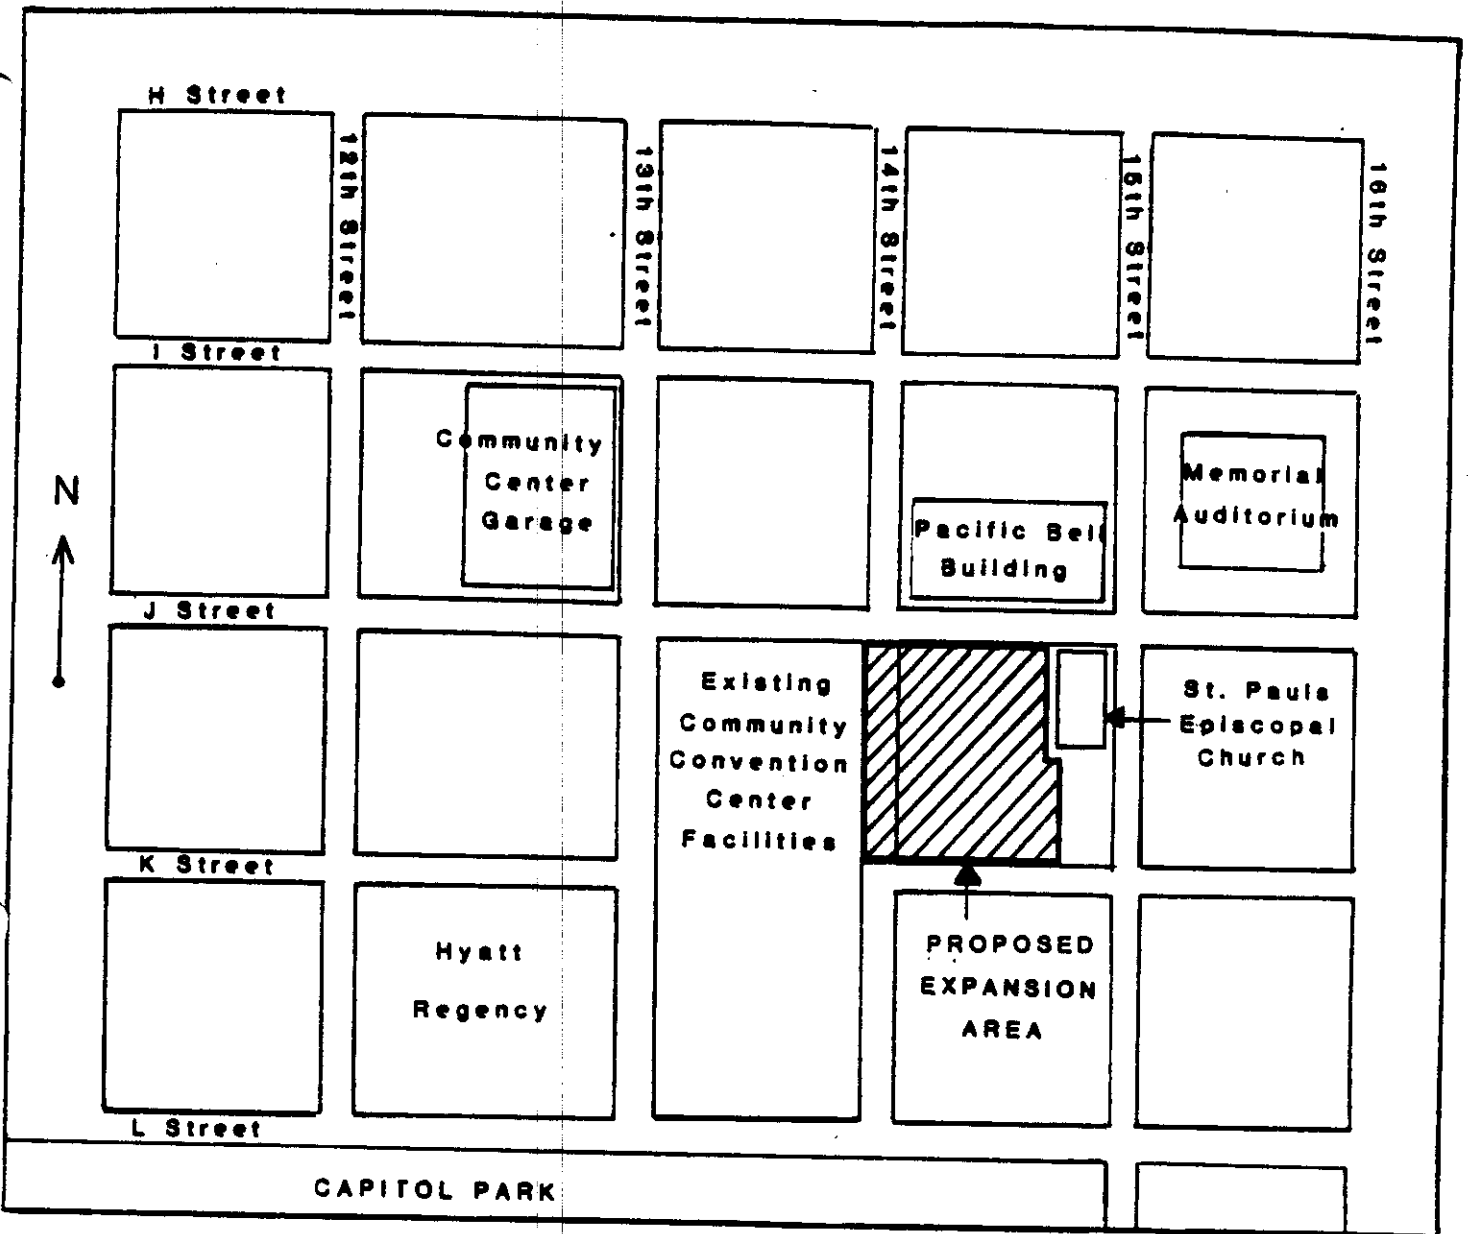 H Street
12th Street
13th Street
14th Street
15th Street
16th Street
I Street
Community
Center
Garage
Pacific Bell
Building
Memorial
Auditorium
N
J Street
Existing
Community
Convention
Center
Facilities
St. Pauls
Episcopal
Church
K Street
Hyatt
Regency
PROPOSED
EXPANSION
AREA
L Street
CAPITOL PARK